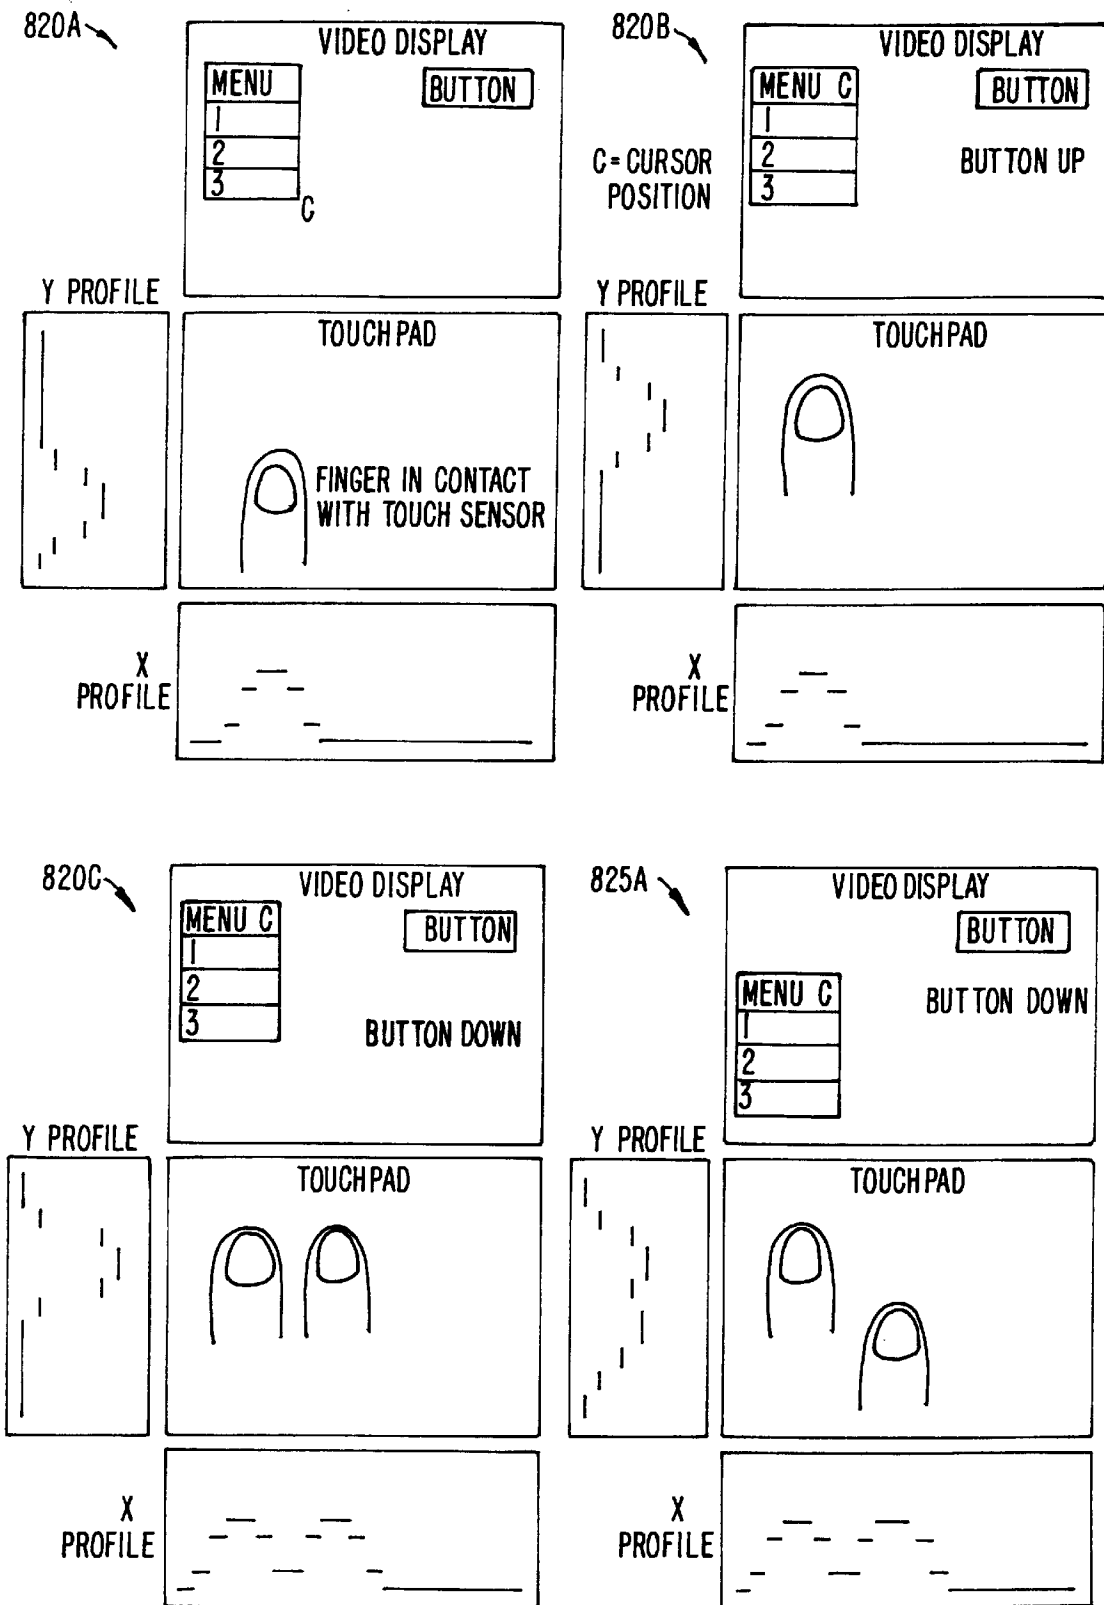 820A
VIDEO DISPLAY
MENU
BUTTON
1
2
3
C
Y PROFILE
TOUCHPAD
FINGER IN CONTACT
WITH TOUCH SENSOR
X
PROFILE
820B
VIDEO DISPLAY
MENU C
BUTTON
1
2
3
C=CURSOR
POSITION
BUTTON UP
Y PROFILE
TOUCHPAD
X
PROFILE
820C
VIDEO DISPLAY
MENU C
BUTTON
1
2
3
BUTTON DOWN
Y PROFILE
TOUCHPAD
X
PROFILE
825A
VIDEO DISPLAY
BUTTON
MENU C
BUTTON DOWN
1
2
3
Y PROFILE
TOUCHPAD
X
PROFILE